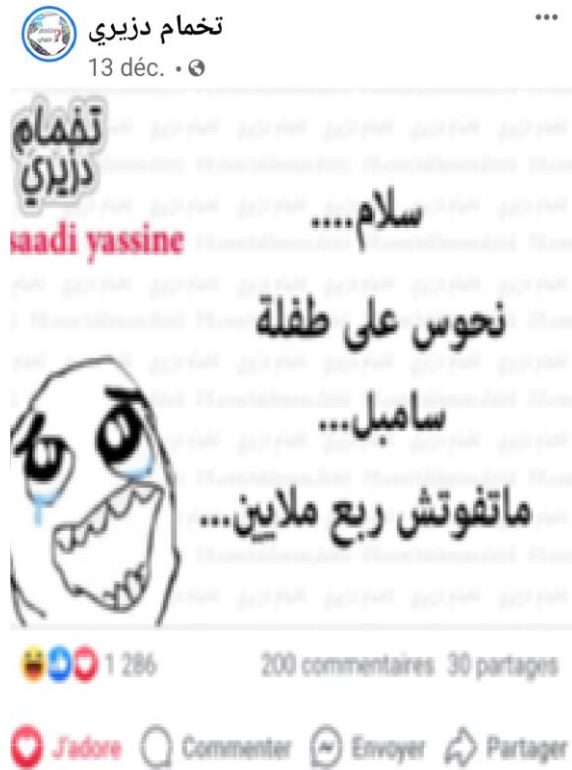 تخمام دزيري
13 déc.
تخمام
دزيري
saadi yassine
سلام....
نحوس على طفلة
سامبل...
ماتفوتش ربع ملايين...
1 286
200 commentaires 30 partages
J'adore Commenter Envoyer Partager